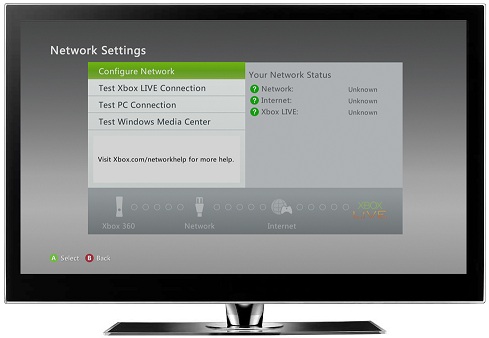 Network Settings
Configure Network
Test Xbox LIVE Connection
Test PC Connection
Test Windows Media Center
Visit Xbox.com/networkhelp for more help.
Your Network Status
? Network: Unknown
? Internet: Unknown
? Xbox LIVE: Unknown
Xbox 360 Network Internet
XBOX
LIVE
A Select B Back